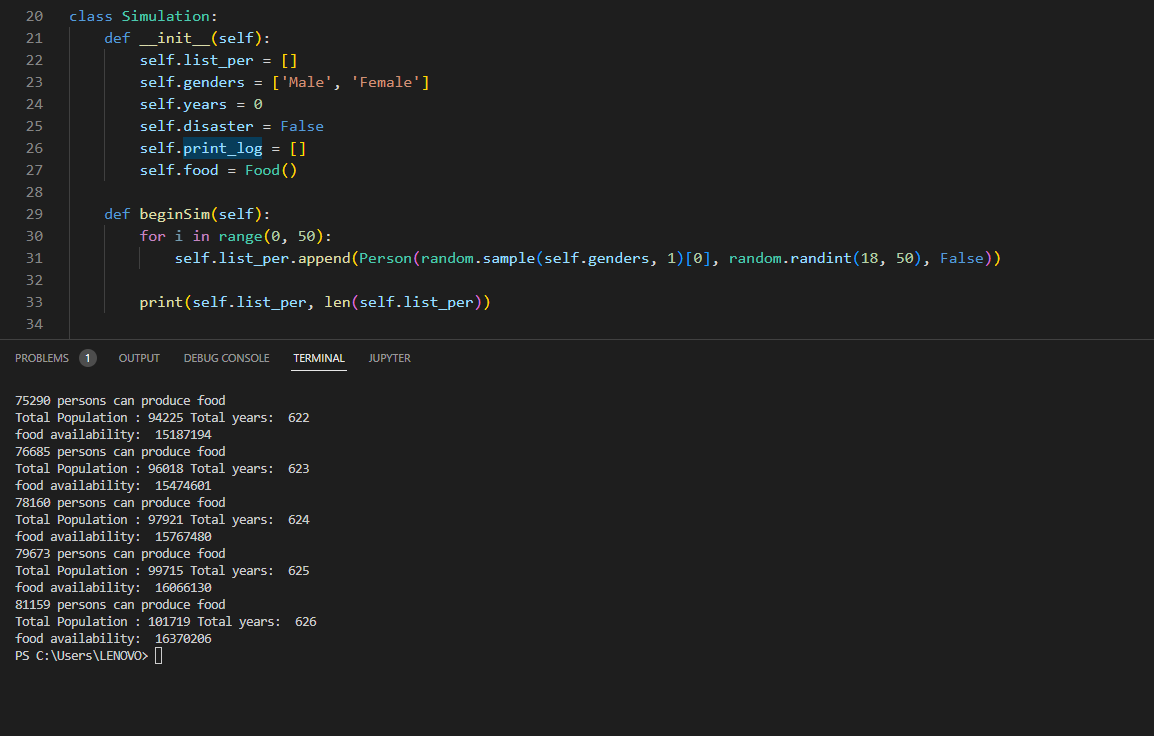 20 class Simulation:
21 def __init__(self):
22 self.list_per = []
23 self.genders = ['Male', 'Female']
24 self.years = 0
25 self.disaster = False
26 self.print_log = []
27 self.food = Food()
28
29 def beginSim(self):
30 for i in range(0, 50):
31 self.list_per.append(Person(random.sample(self.genders, 1)[0], random.randint(18, 50), False))
32
33 print(self.list_per, len(self.list_per))
34
PROBLEMS 1 OUTPUT DEBUG CONSOLE TERMINAL JUPYTER
75290 persons can produce food
Total Population : 94225 Total years:  622
food availability:  15187194
76685 persons can produce food
Total Population : 96018 Total years:  623
food availability:  15474601
78160 persons can produce food
Total Population : 97921 Total years:  624
food availability:  15767480
79673 persons can produce food
Total Population : 99715 Total years:  625
food availability:  16066130
81159 persons can produce food
Total Population : 101719 Total years:  626
food availability:  16370206
PS C:\Users\LENOVO>